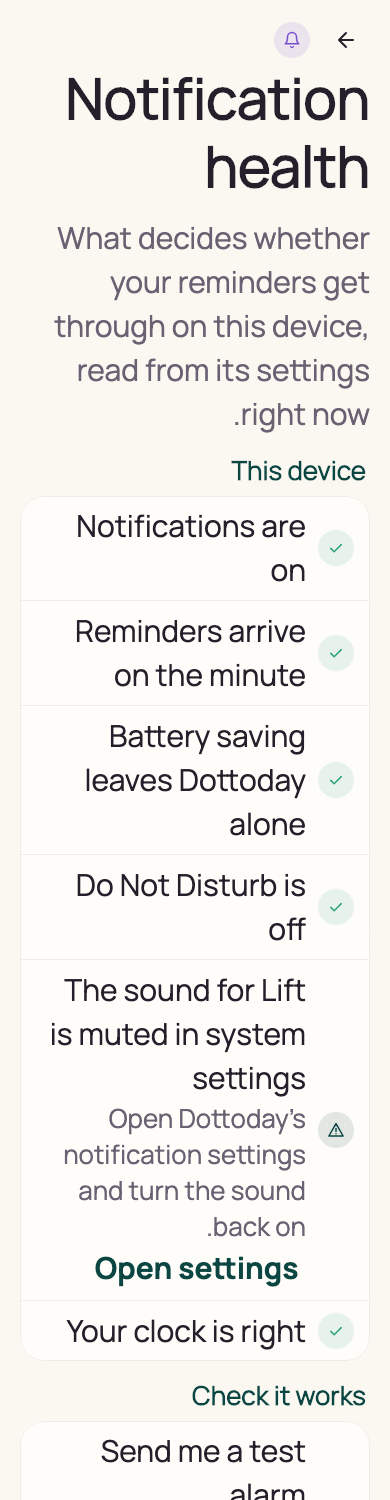 Notification
health
What decides whether
your reminders get
through on this device,
read from its settings
.right now
This device
Notifications are
on
Reminders arrive
on the minute
Battery saving
leaves Dottoday
alone
Do Not Disturb is
off
The sound for Lift
is muted in system
settings
Open Dottoday's
notification settings
and turn the sound
.back on
Open settings
Your clock is right
Check it works
Send me a test
alarm